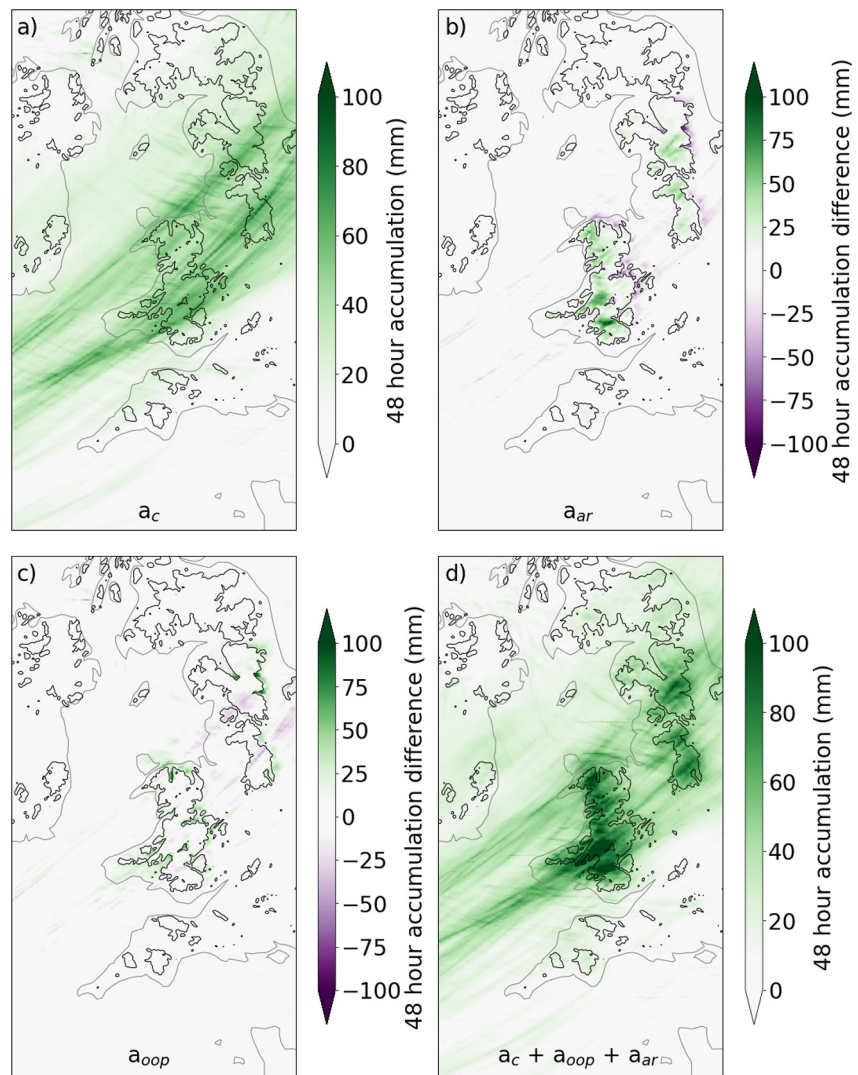 a)
a_c
100
80
60
40
20
0
48 hour accumulation (mm)
b)
a_ar
100
75
50
25
0
−25
−50
−75
−100
48 hour accumulation difference (mm)
c)
a_oop
100
75
50
25
0
−25
−50
−75
−100
48 hour accumulation difference (mm)
d)
a_c + a_oop + a_ar
100
80
60
40
20
0
48 hour accumulation (mm)